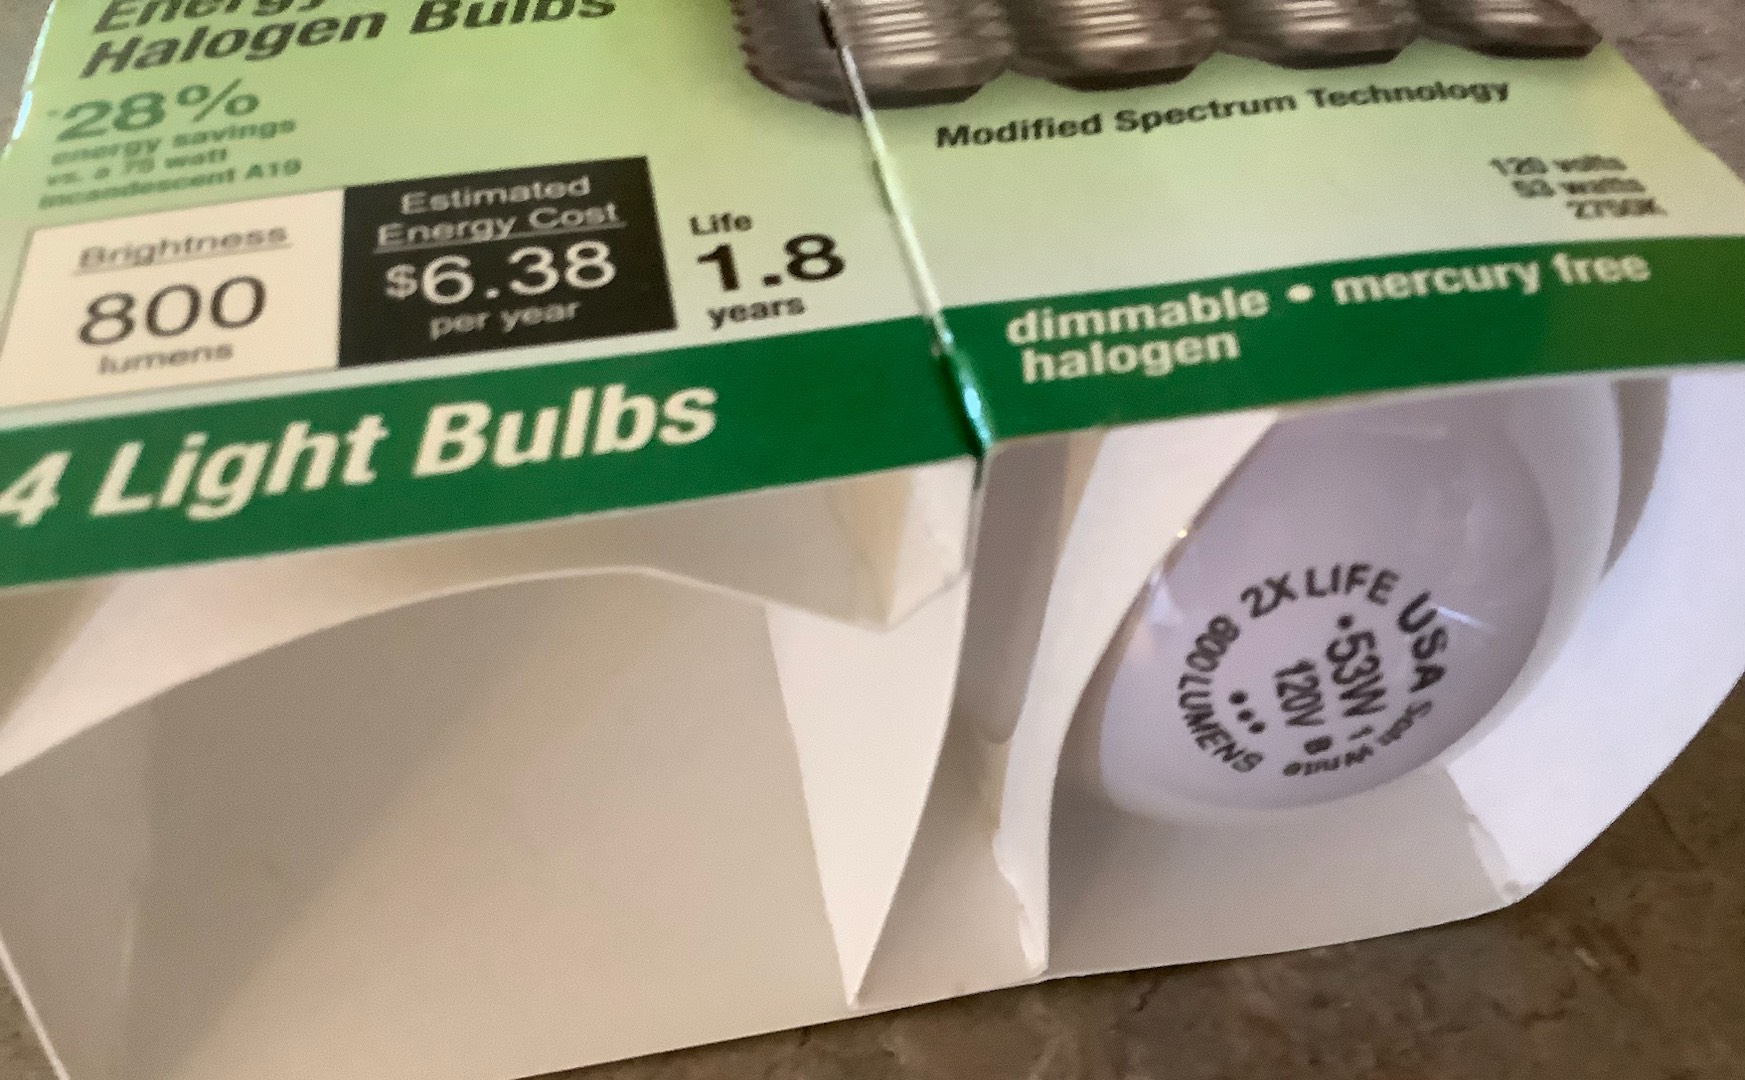 Energy
Halogen Bulbs
28%
energy savings
vs. a 75 watt
incandescent A19
Brightness
800
lumens
Estimated
Energy Cost
$6.38
per year
Life
1.8
years
4 Light Bulbs
Modified Spectrum Technology
120 volts
53 watts
2750K
dimmable • mercury free
halogen
800 LUMENS 2X LIFE USA
53W
120V